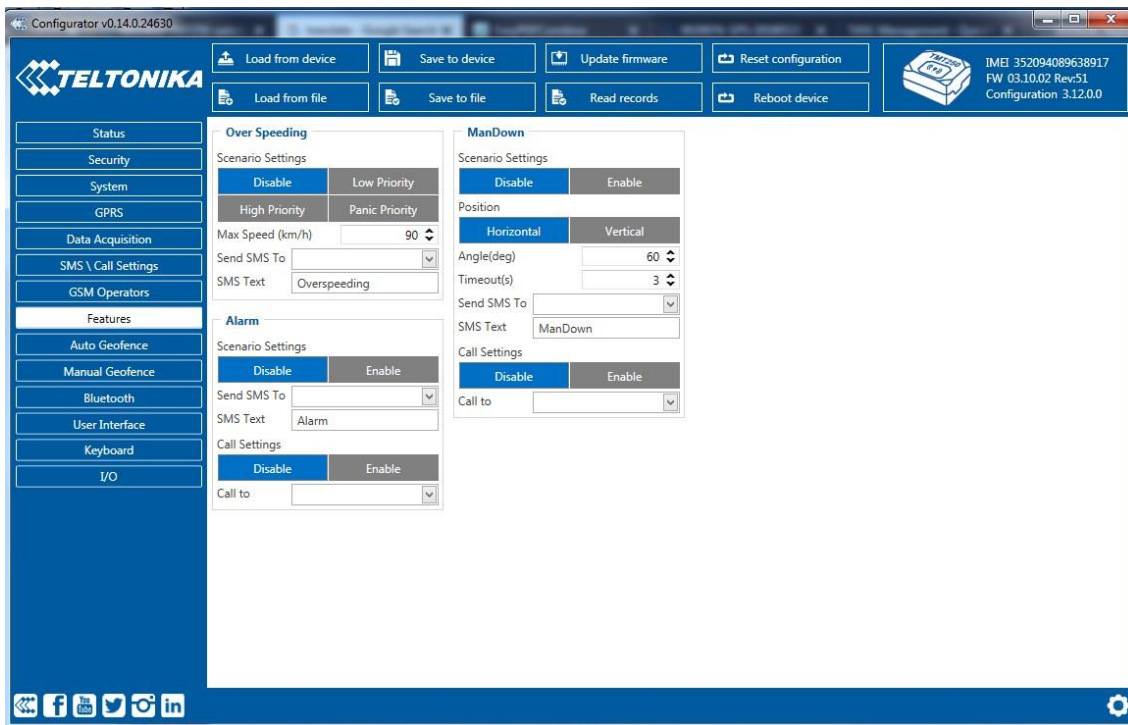 Configurator v0.14.0.24630
TELTONIKA
Load from device
Save to device
Update firmware
Reset configuration
Load from file
Save to file
Read records
Reboot device
TMT250
IMEI 352094089638917
FW 03.10.02 Rev:51
Configuration 3.12.0.0
Status
Security
System
GPRS
Data Acquisition
SMS \ Call Settings
GSM Operators
Features
Auto Geofence
Manual Geofence
Bluetooth
User Interface
Keyboard
I/O
Over Speeding
Scenario Settings
Disable Low Priority
High Priority Panic Priority
Max Speed (km/h) 90
Send SMS To
SMS Text Overspeeding
Alarm
Scenario Settings
Disable Enable
Send SMS To
SMS Text Alarm
Call Settings
Disable Enable
Call to
ManDown
Scenario Settings
Disable Enable
Position
Horizontal Vertical
Angle(deg) 60
Timeout(s) 3
Send SMS To
SMS Text ManDown
Call Settings
Disable Enable
Call to
You Tube
in